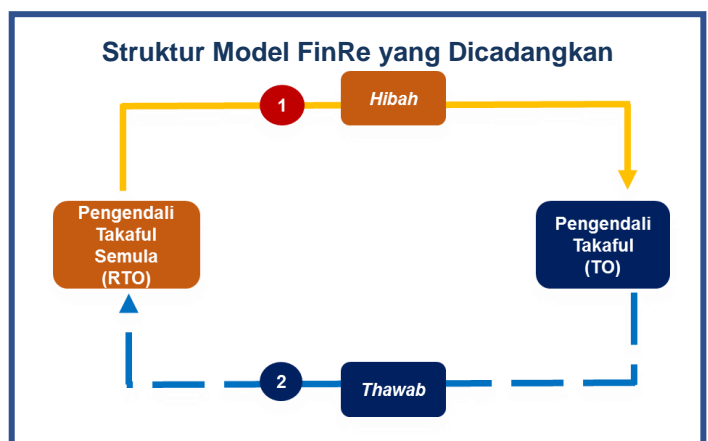 Struktur Model FinRe yang Dicadangkan
1
Hibah
Pengendali
Takaful
Semula
(RTO)
Pengendali
Takaful
(TO)
2
Thawab